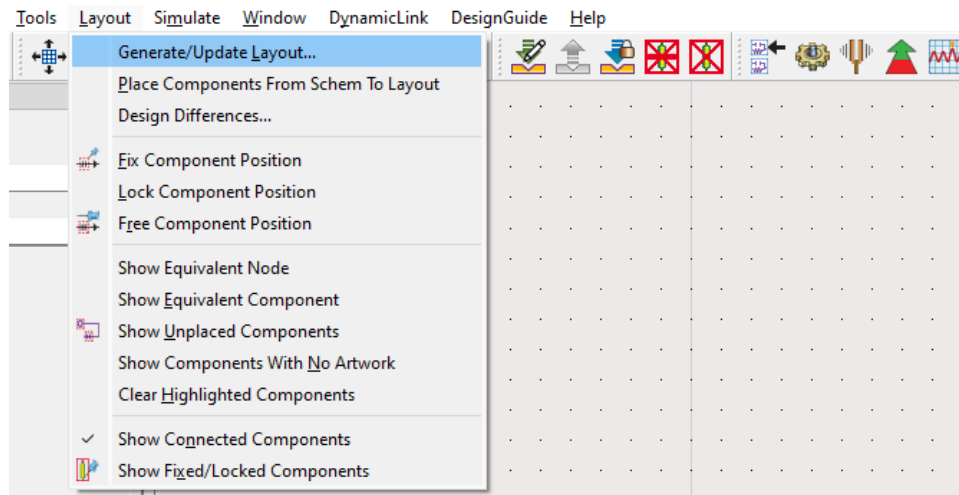 Tools Layout Simulate Window DynamicLink DesignGuide Help
Generate/Update Layout...
Place Components From Schem To Layout
Design Differences...
Fix Component Position
Lock Component Position
Free Component Position
Show Equivalent Node
Show Equivalent Component
Show Unplaced Components
Show Components With No Artwork
Clear Highlighted Components
Show Connected Components
Show Fixed/Locked Components